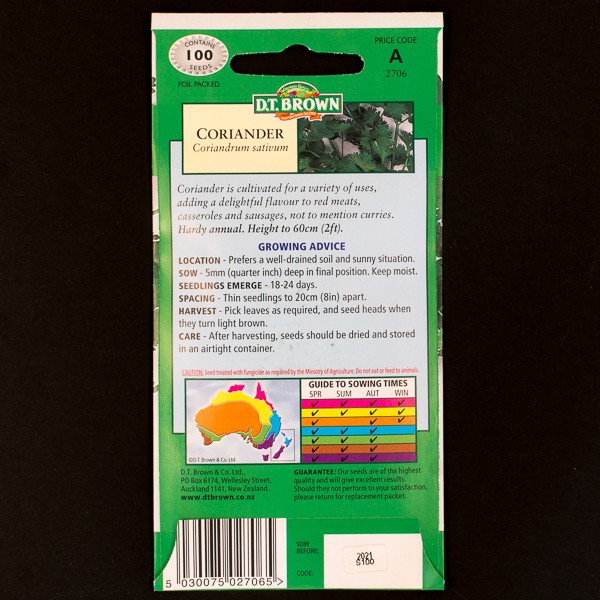 CONTAINS
100
SEEDS
FOIL PACKED
PRICE CODE
A
2706
D.T. BROWN
CORIANDER
Coriandrum sativum
Coriander is cultivated for a variety of uses,
adding a delightful flavour to red meats,
casseroles and sausages, not to mention curries.
Hardy annual. Height to 60cm (2ft).
GROWING ADVICE
LOCATION - Prefers a well-drained soil and sunny situation.
SOW - 5mm (quarter inch) deep in final position. Keep moist.
SEEDLINGS EMERGE - 18-24 days.
SPACING - Thin seedlings to 20cm (8in) apart.
HARVEST - Pick leaves as required, and seed heads when
they turn light brown.
CARE - After harvesting, seeds should be dried and stored
in an airtight container.
CAUTION: Seed treated with fungicide as required by the Ministry of Agriculture. Do not eat or feed to animals.
GUIDE TO SOWING TIMES
SPR SUM AUT WIN
©D.T. Brown & Co. Ltd.
D.T. Brown & Co. Ltd.,
PO Box 6174, Wellesley Street,
Auckland 1141, New Zealand.
www.dtbrown.co.nz
GUARANTEE: Our seeds are of the highest
quality and will give excellent results.
Should they not perform to your satisfaction,
please return for replacement packet.
SOW
BEFORE:
2021
S100
CODE:
5 030075 027065 >